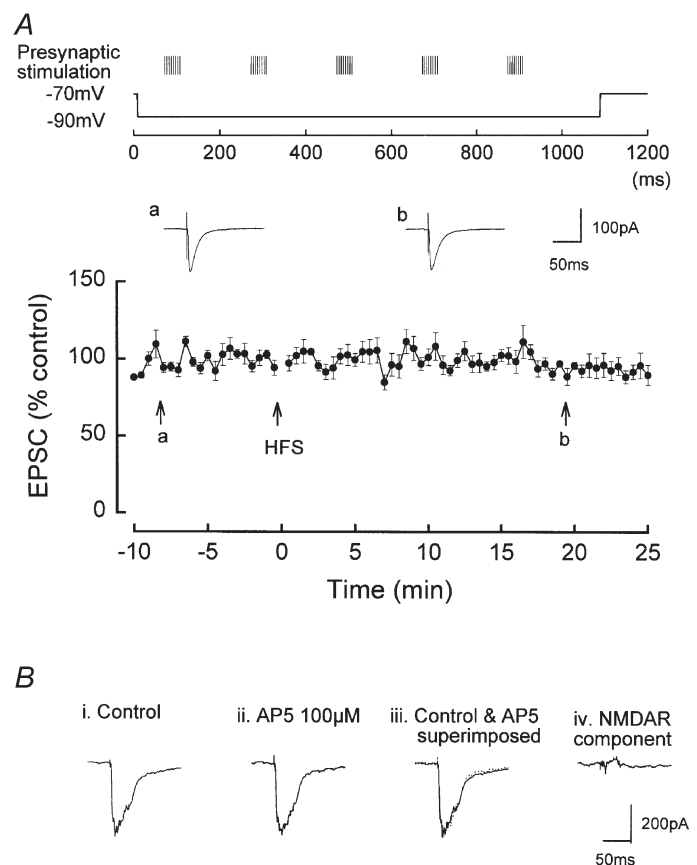 A
Presynaptic
stimulation
-70mV
-90mV
0 200 400 600 800 1000 1200
(ms)
a
b
100pA
50ms
150
100
50
0
EPSC (% control)
a
HFS
b
-10 -5 0 5 10 15 20 25
Time (min)
B
i. Control
ii. AP5 100μM
iii. Control & AP5
superimposed
iv. NMDAR
component
200pA
50ms